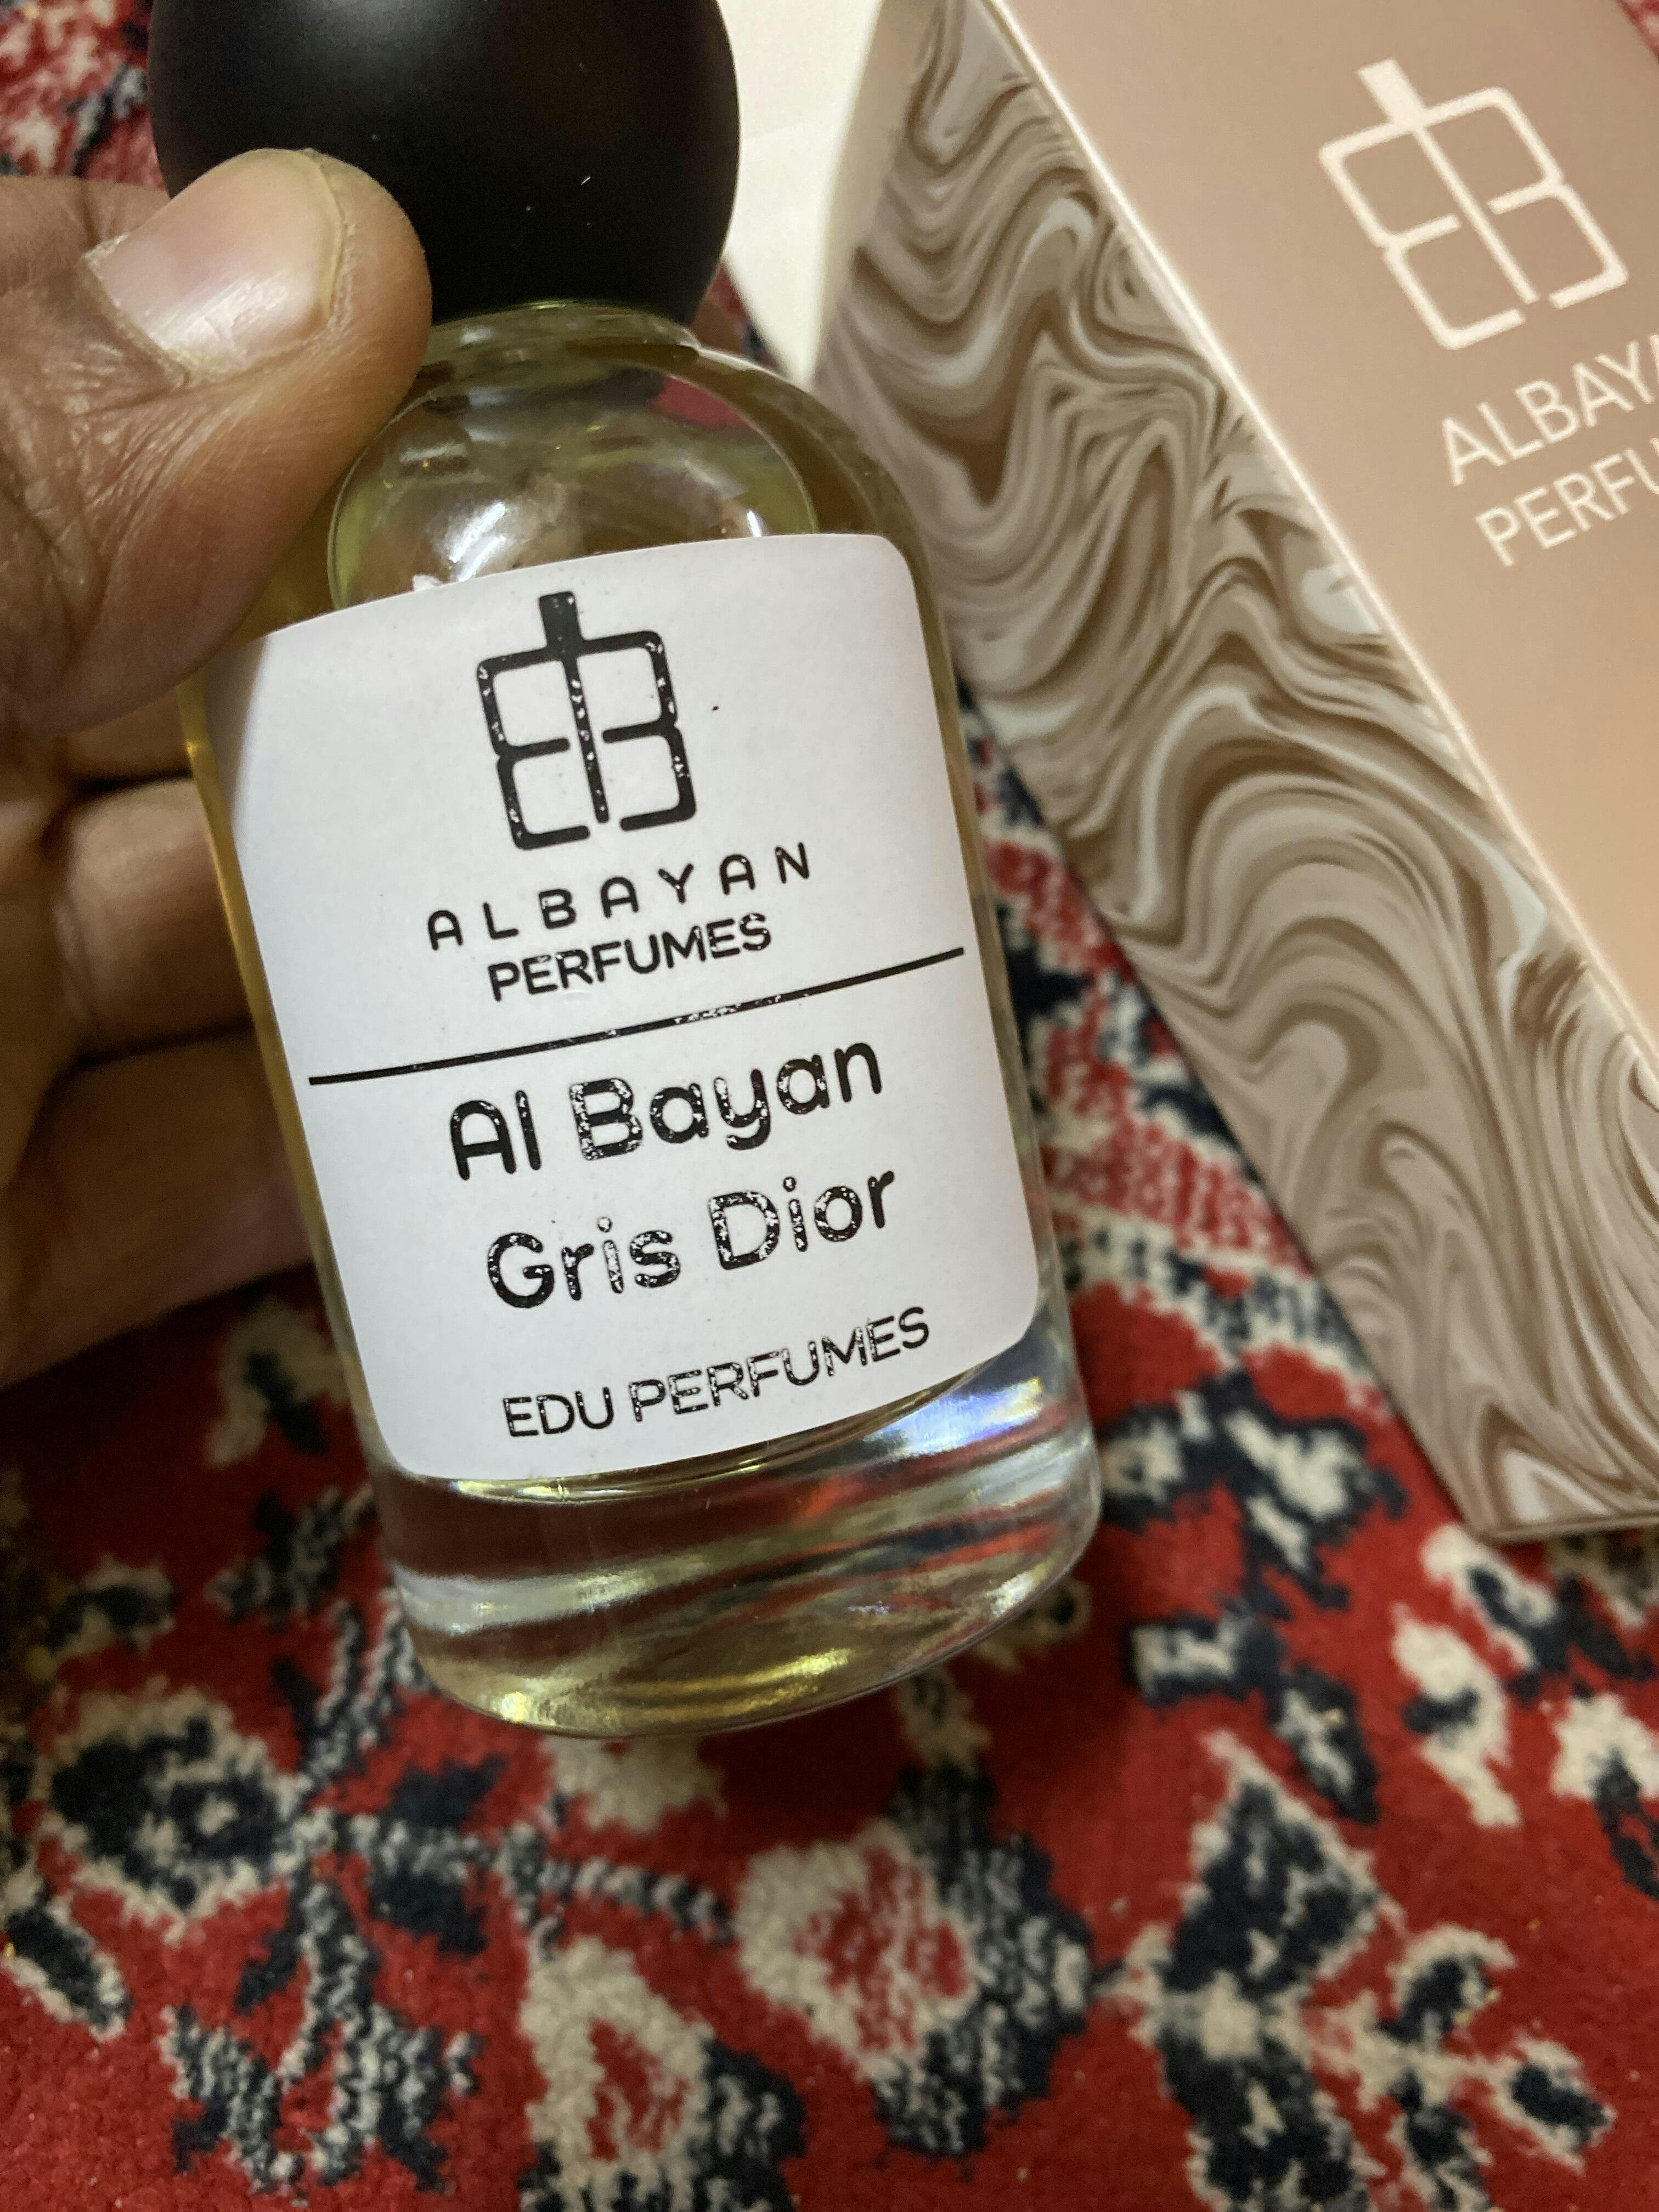 ALBAYAN
PERFUMES
Al Bayan
Gris Dior
EDU PERFUMES